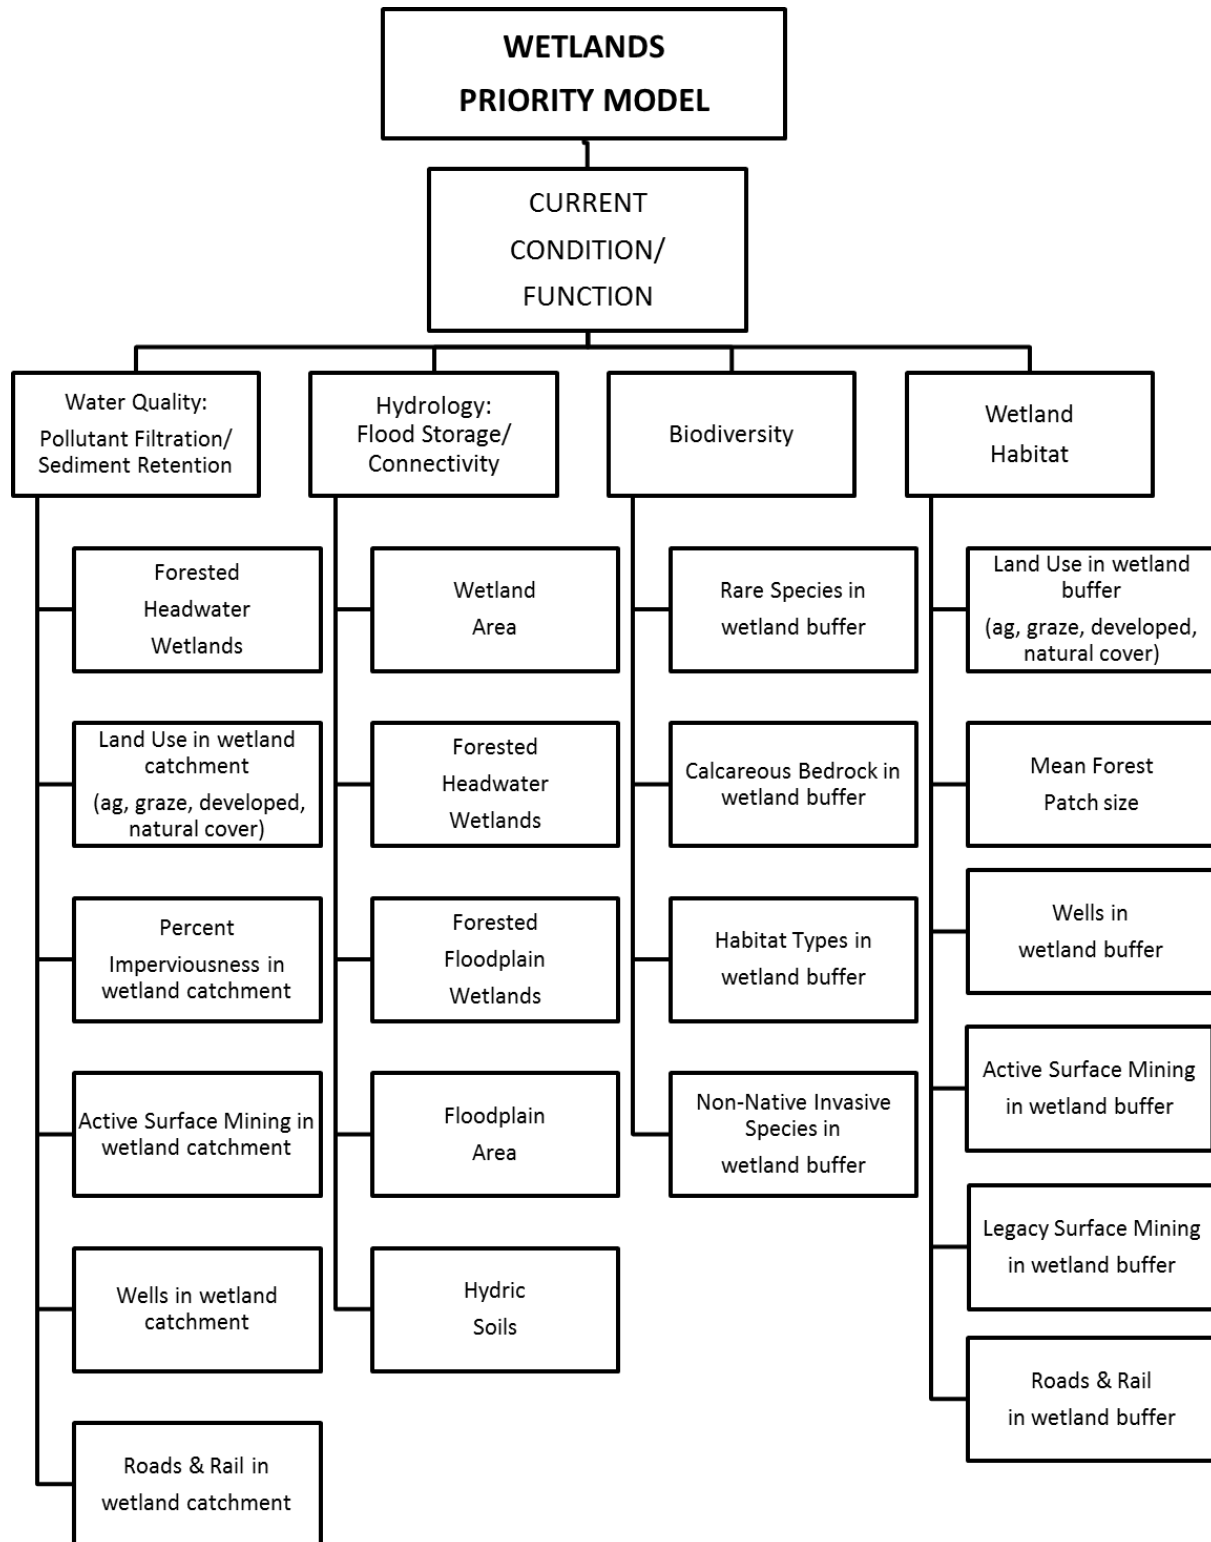 WETLANDS
PRIORITY MODEL
CURRENT
CONDITION/
FUNCTION
Water Quality:
Pollutant Filtration/
Sediment Retention
Forested
Headwater
Wetlands
Land Use in wetland
catchment
(ag, graze, developed,
natural cover)
Percent
Imperviousness in
wetland catchment
Active Surface Mining in
wetland catchment
Wells in wetland
catchment
Roads & Rail in
wetland catchment
Hydrology:
Flood Storage/
Connectivity
Wetland
Area
Forested
Headwater
Wetlands
Forested
Floodplain
Wetlands
Floodplain
Area
Hydric
Soils
Biodiversity
Rare Species in
wetland buffer
Calcareous Bedrock in
wetland buffer
Habitat Types in
wetland buffer
Non-Native Invasive
Species in
wetland buffer
Wetland
Habitat
Land Use in wetland
buffer
(ag, graze, developed,
natural cover)
Mean Forest
Patch size
Wells in
wetland buffer
Active Surface Mining
in wetland buffer
Legacy Surface Mining
in wetland buffer
Roads & Rail
in wetland buffer